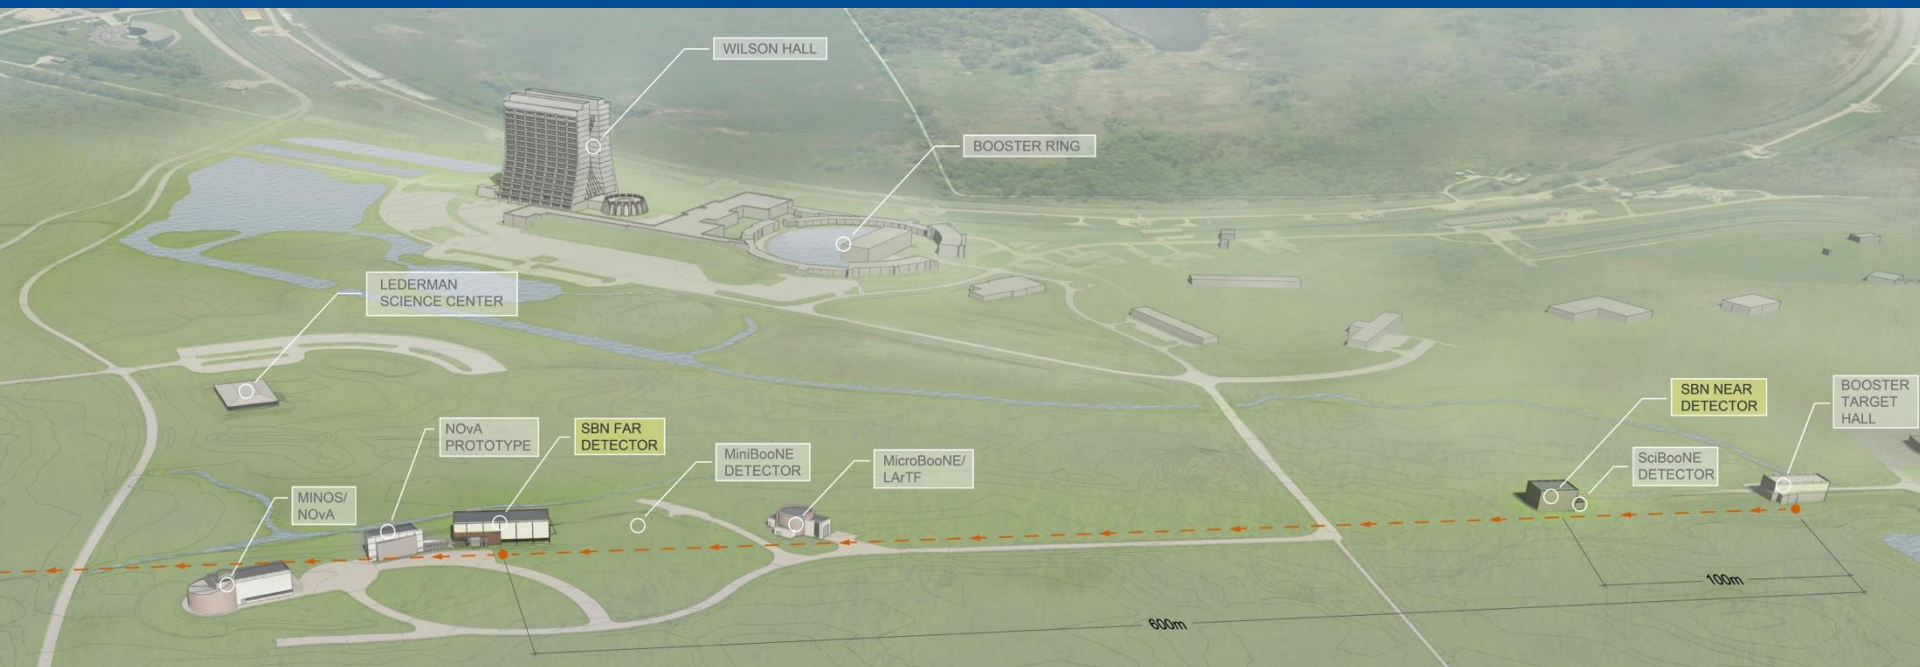 WILSON HALL
BOOSTER RING
LEDERMAN
SCIENCE CENTER
SBN NEAR
DETECTOR
BOOSTER
TARGET
HALL
NOvA
PROTOTYPE
SBN FAR
DETECTOR
MiniBooNE
DETECTOR
MicroBooNE/
LArTF
SciBooNE
DETECTOR
MINOS/
NOvA
100m
600m